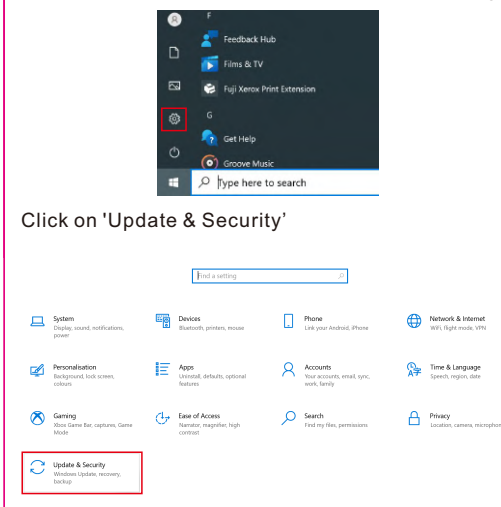 F
Feedback Hub
Films & TV
Fuji Xerox Print Extension
G
Get Help
Groove Music
Type here to search
Click on 'Update & Security’
Find a setting
System
Display, sound, notifications,
power
Devices
Bluetooth, printers, mouse
Phone
Link your Android, iPhone
Network & Internet
WiFi, flight mode, VPN
Personalisation
Background, lock screen,
colours
Apps
Uninstall, defaults, optional
features
Accounts
Your accounts, email, sync,
work, family
Time & Language
Speech, region, date
Gaming
Xbox Game Bar, captures, Game
Mode
Ease of Access
Narrator, magnifier, high
contrast
Search
Find my files, permissions
Privacy
Location, camera, microphon
Update & Security
Windows Update, recovery,
backup